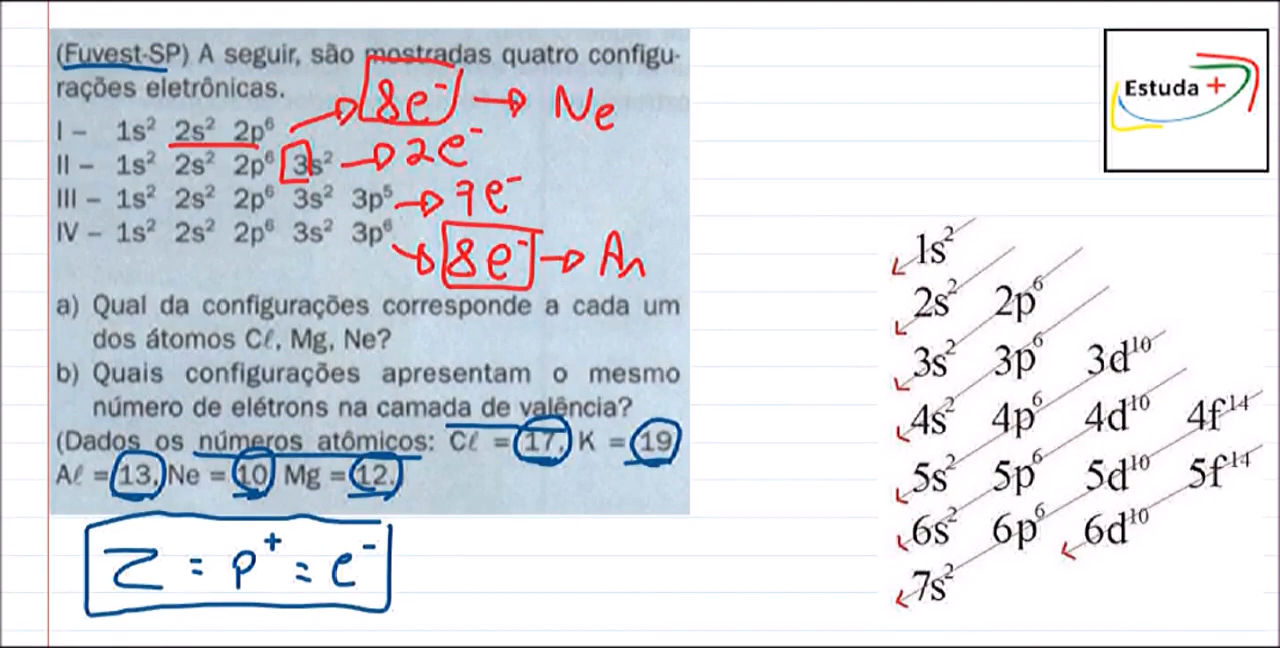 (Fuvest-SP) A seguir, são mostradas quatro configu-
rações eletrônicas.
I – 1s² 2s² 2p⁶
II – 1s² 2s² 2p⁶ 3s²
III – 1s² 2s² 2p⁶ 3s² 3p⁵
IV – 1s² 2s² 2p⁶ 3s² 3p⁶
8e⁻ → Ne
→ 2e⁻
→ 7e⁻
8e⁻ → Ar
a) Qual da configurações corresponde a cada um
dos átomos Cℓ, Mg, Ne?
b) Quais configurações apresentam o mesmo
número de elétrons na camada de valência?
(Dados os números atômicos: Cℓ = 17, K = 19
Aℓ = 13, Ne = 10 Mg = 12.)
Z = p⁺ = e⁻
Estuda +
1s²
2s² 2p⁶
3s² 3p⁶ 3d¹⁰
4s² 4p⁶ 4d¹⁰ 4f¹⁴
5s² 5p⁶ 5d¹⁰ 5f¹⁴
6s² 6p⁶ 6d¹⁰
7s²